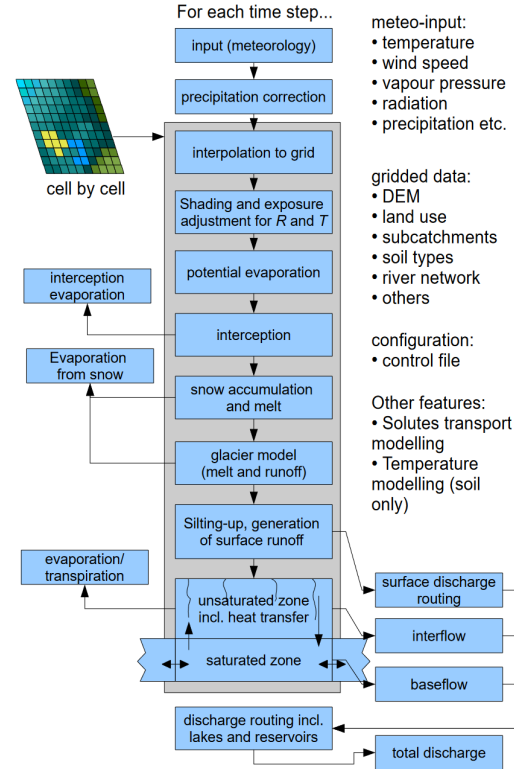 For each time step...
input (meteorology)
precipitation correction
cell by cell
interpolation to grid
Shading and exposure
adjustment for R and T
potential evaporation
interception
evaporation
interception
Evaporation
from snow
snow accumulation
and melt
glacier model
(melt and runoff)
Silting-up, generation
of surface runoff
evaporation/
transpiration
unsaturated zone
incl. heat transfer
saturated zone
surface discharge
routing
interflow
baseflow
discharge routing incl.
lakes and reservoirs
total discharge
meteo-input:
• temperature
• wind speed
• vapour pressure
• radiation
• precipitation etc.
gridded data:
• DEM
• land use
• subcatchments
• soil types
• river network
• others
configuration:
• control file
Other features:
• Solutes transport
modelling
• Temperature
modelling (soil
only)